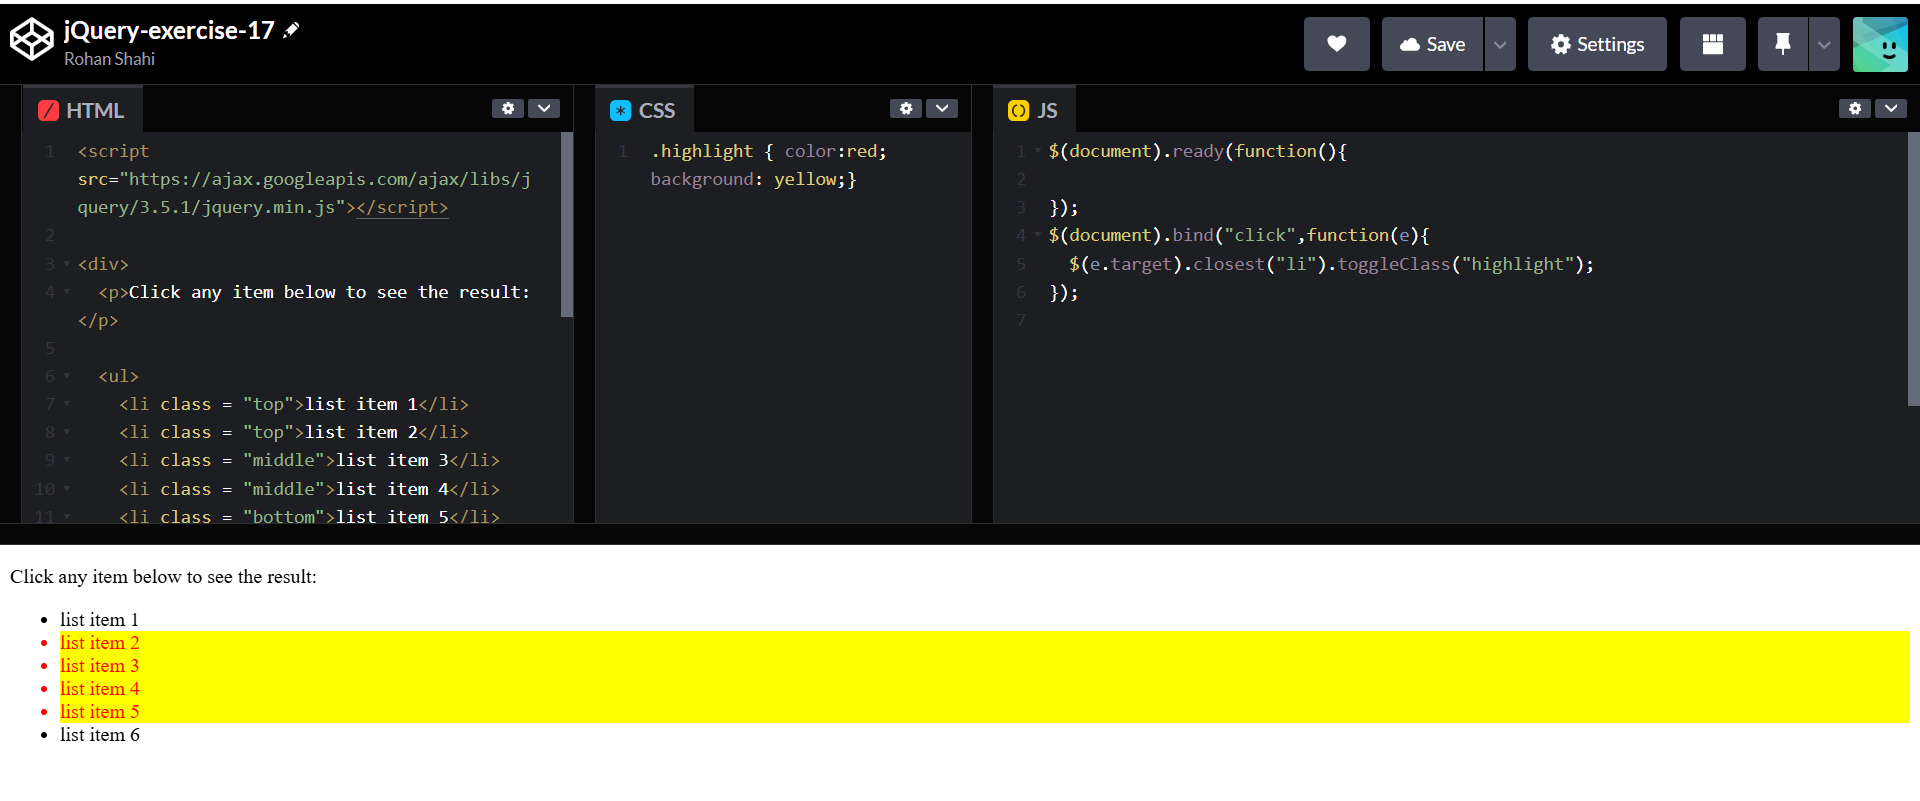 jQuery-exercise-17
Rohan Shahi
Save
Settings
HTML
1 <script
src="https://ajax.googleapis.com/ajax/libs/j
query/3.5.1/jquery.min.js"></script>
2
3 <div>
4 <p>Click any item below to see the result:
</p>
5
6 <ul>
7 <li class = "top">list item 1</li>
8 <li class = "top">list item 2</li>
9 <li class = "middle">list item 3</li>
10 <li class = "middle">list item 4</li>
11 <li class = "bottom">list item 5</li>
CSS
1 .highlight { color:red;
background: yellow;}
JS
1 $(document).ready(function(){
2
3 });
4 $(document).bind("click",function(e){
5 $(e.target).closest("li").toggleClass("highlight");
6 });
7
Click any item below to see the result:
• list item 1
• list item 2
• list item 3
• list item 4
• list item 5
• list item 6